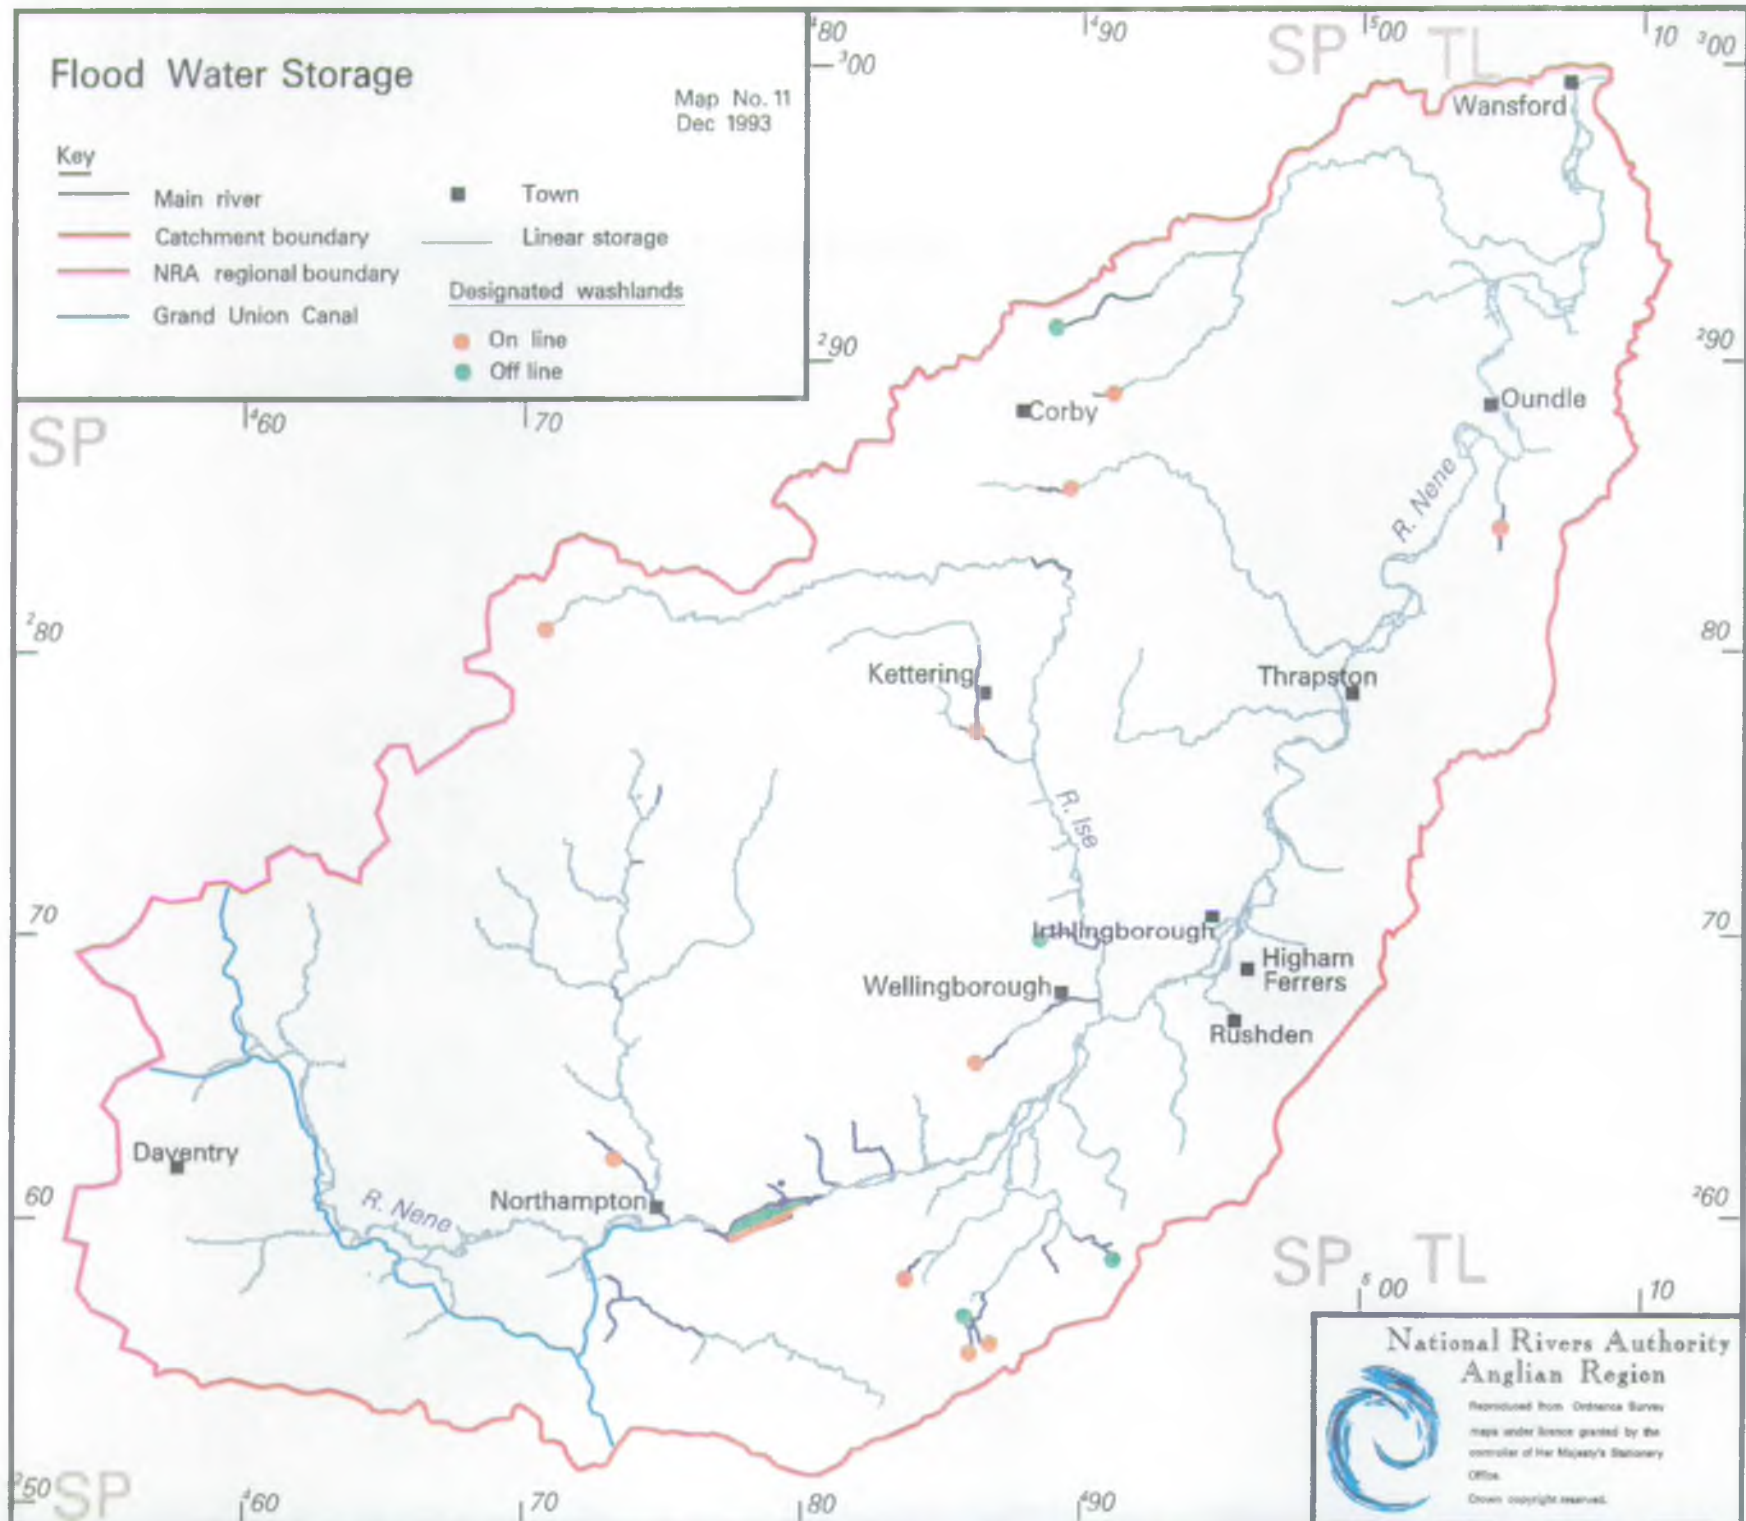 Flood Water Storage
Map No. 11
Dec 1993
Key
Main river
Catchment boundary
NRA regional boundary
Grand Union Canal
Town
Linear storage
Designated washlands
On line
Off line
⁴80
⁴90
⁵00
10
³00
³00
SP
TL
Wansford
²90
²90
SP
⁴60
70
Corby
Oundle
R. Nene
²80
80
Kettering
Thrapston
R. Ise
70
70
Irthlingborough
Higham
Ferrers
Wellingborough
Rushden
Daventry
60
²60
R. Nene
Northampton
SP
TL
⁵00
10
²50
SP
⁴60
70
80
⁴90
National Rivers Authority
Anglian Region
Reproduced from Ordnance Survey
maps under licence granted by the
controller of Her Majesty's Stationery
Office.
Crown copyright reserved.